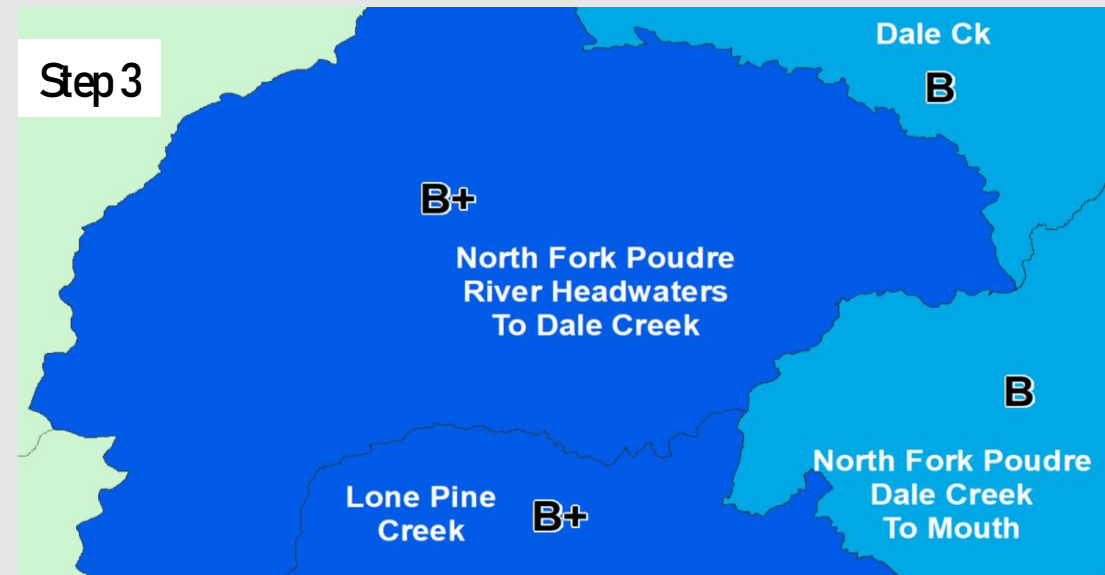 Step 3
Dale Ck
B
B+
North Fork Poudre
River Headwaters
To Dale Creek
B
North Fork Poudre
Dale Creek
To Mouth
Lone Pine
Creek
B+